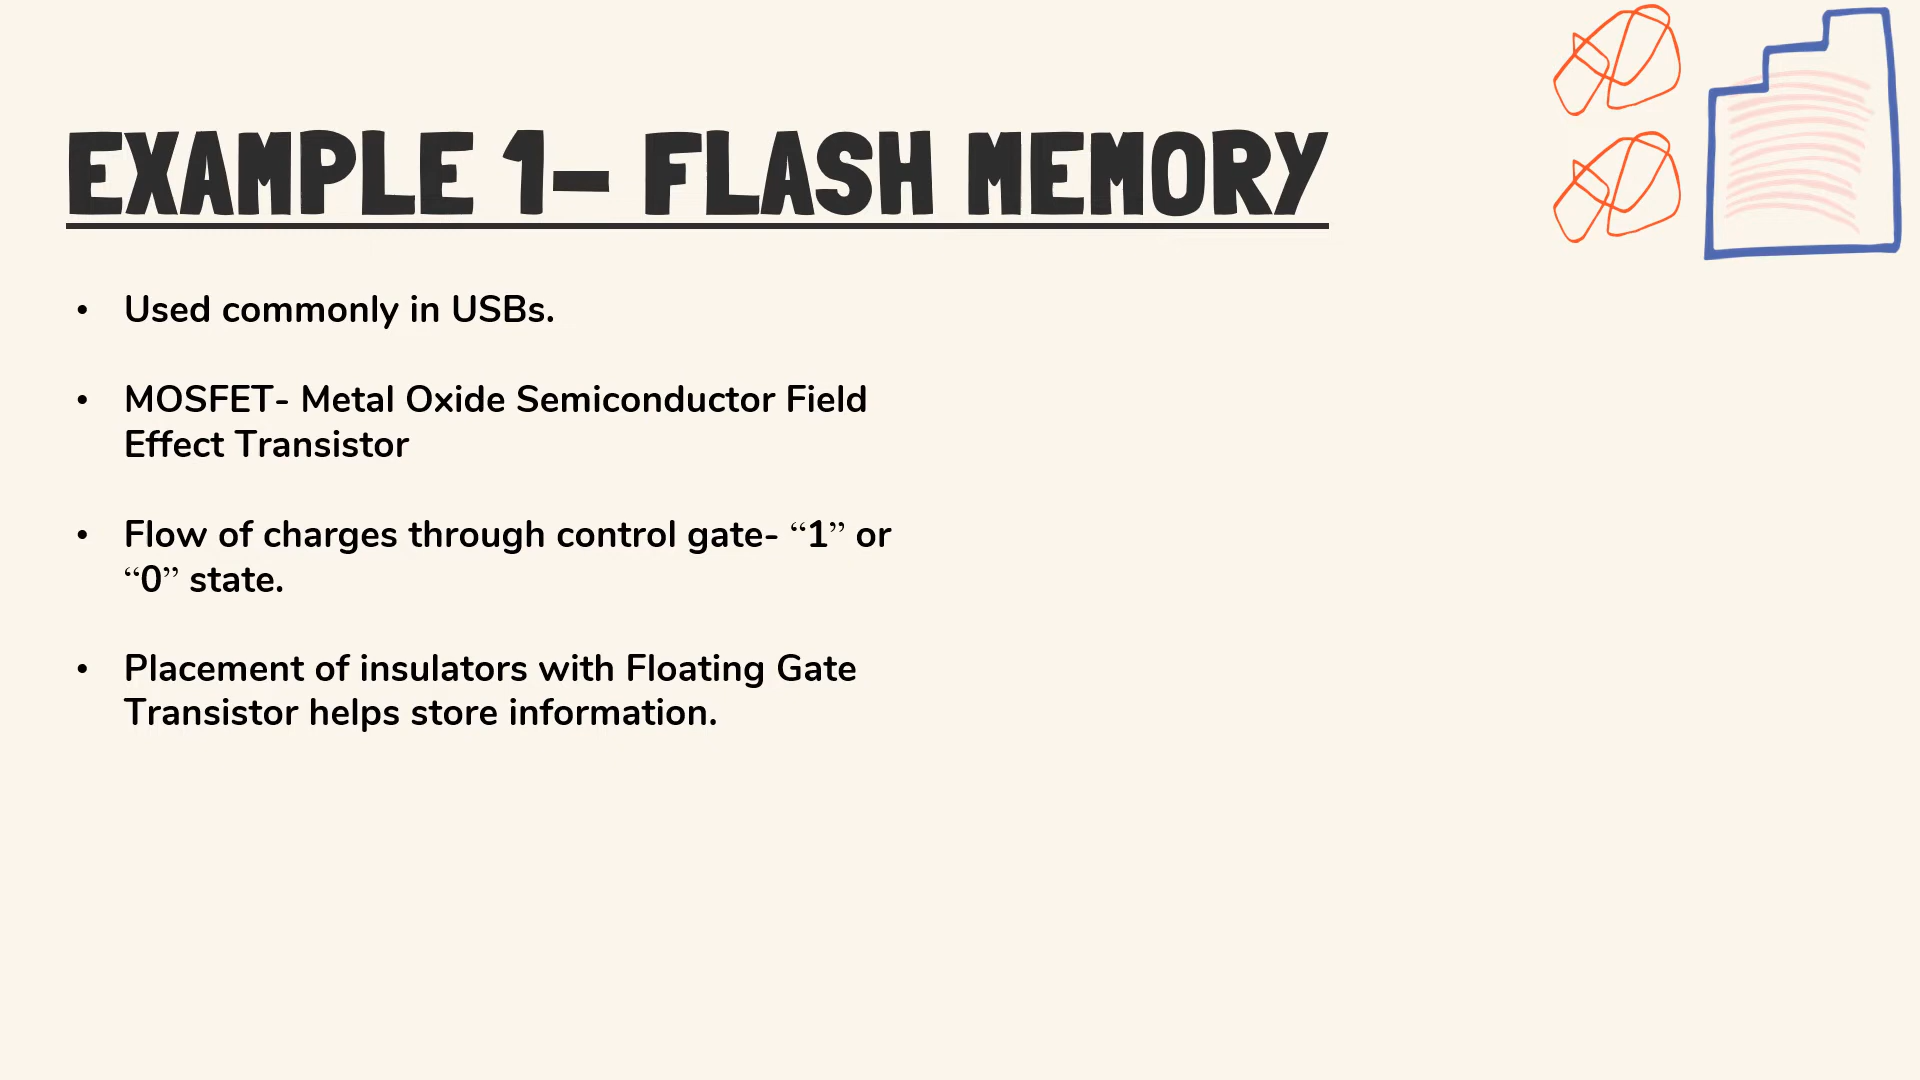 EXAMPLE 1– FLASH MEMORY
• Used commonly in USBs.
• MOSFET- Metal Oxide Semiconductor Field
Effect Transistor
• Flow of charges through control gate- “1” or
“0” state.
• Placement of insulators with Floating Gate
Transistor helps store information.